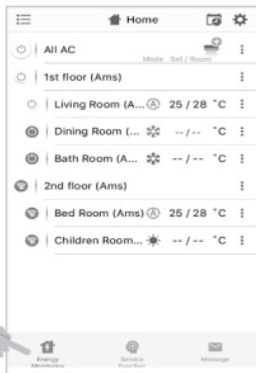 Home
All AC
Mode Set / Room
1st floor (Ams)
Living Room (A... A 25 / 28 °C
Dining Room (... -- / -- °C
Bath Room (A... -- / -- °C
2nd floor (Ams)
Bed Room (Ams) A 25 / 28 °C
Children Room... -- / -- °C
Energy Service Message
Monitoring Function